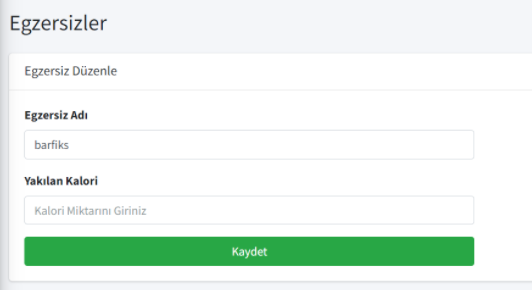 Egzersizler
Egzersiz Düzenle
Egzersiz Adı
barfiks
Yakılan Kalori
Kalori Miktarını Giriniz
Kaydet